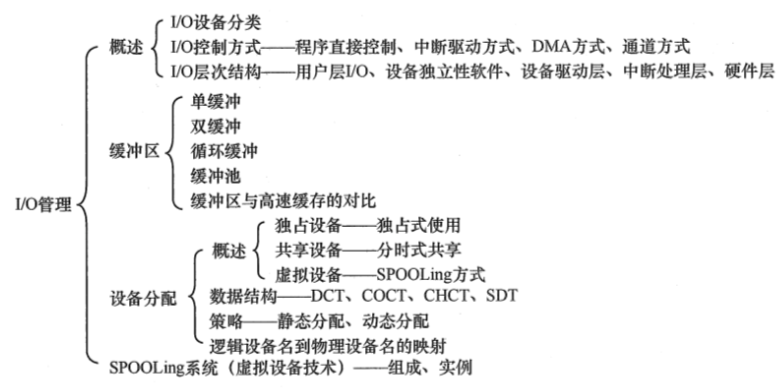 I/O设备分类
概述
I/O控制方式——程序直接控制、中断驱动方式、DMA方式、通道方式
I/O层次结构——用户层I/O、设备独立性软件、设备驱动层、中断处理层、硬件层
单缓冲
双缓冲
缓冲区
循环缓冲
缓冲池
缓冲区与高速缓存的对比
I/O管理
独占设备——独占式使用
概述
共享设备——分时式共享
虚拟设备——SPOOLing方式
设备分配
数据结构——DCT、COCT、CHCT、SDT
策略——静态分配、动态分配
逻辑设备名到物理设备名的映射
SPOOLing系统（虚拟设备技术）——组成、实例